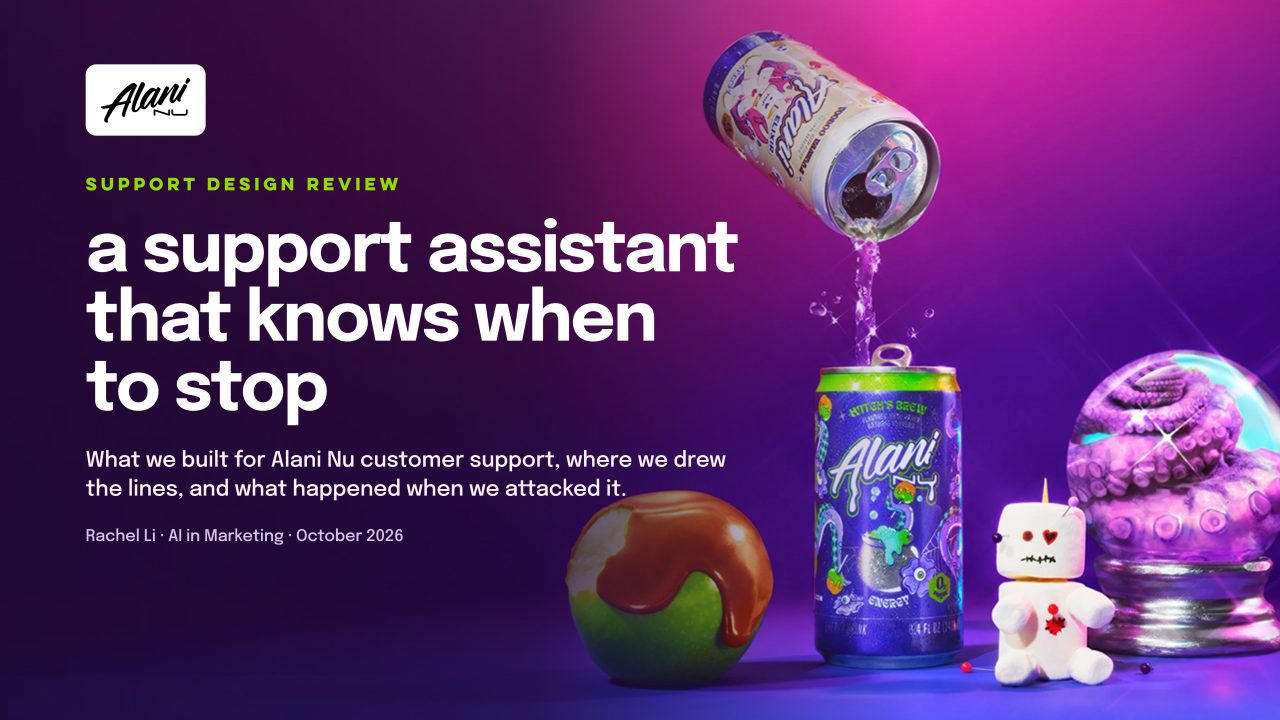 Alani
NU
SUPPORT DESIGN REVIEW
a support assistant
that knows when
to stop
What we built for Alani Nu customer support, where we drew
the lines, and what happened when we attacked it.
Rachel Li · AI in Marketing · October 2026
Alani
ELIXIR
WITCH'S BREW
Alani
NU
ENERGY